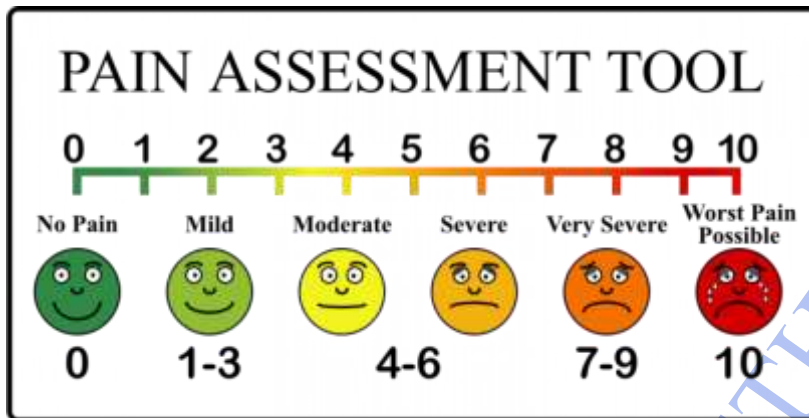 PAIN ASSESSMENT TOOL
0 1 2 3 4 5 6 7 8 9 10
No Pain Mild Moderate Severe Very Severe Worst Pain Possible
0 1-3 4-6 7-9 10